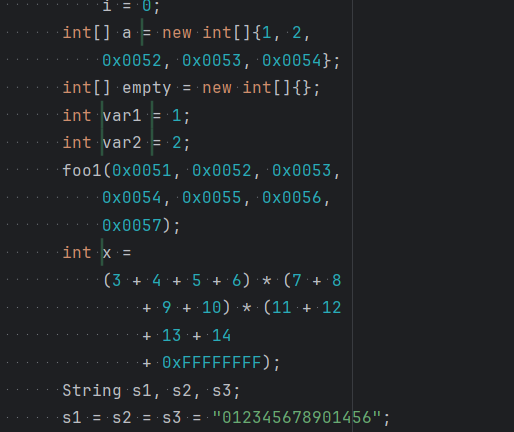 i = 0;
int[] a = new int[]{1, 2,
0x0052, 0x0053, 0x0054};
int[] empty = new int[]{};
int var1 = 1;
int var2 = 2;
foo1(0x0051, 0x0052, 0x0053,
0x0054, 0x0055, 0x0056,
0x0057);
int x =
(3 + 4 + 5 + 6) * (7 + 8
+ 9 + 10) * (11 + 12
+ 13 + 14
+ 0xFFFFFFFF);
String s1, s2, s3;
s1 = s2 = s3 = "012345678901456";